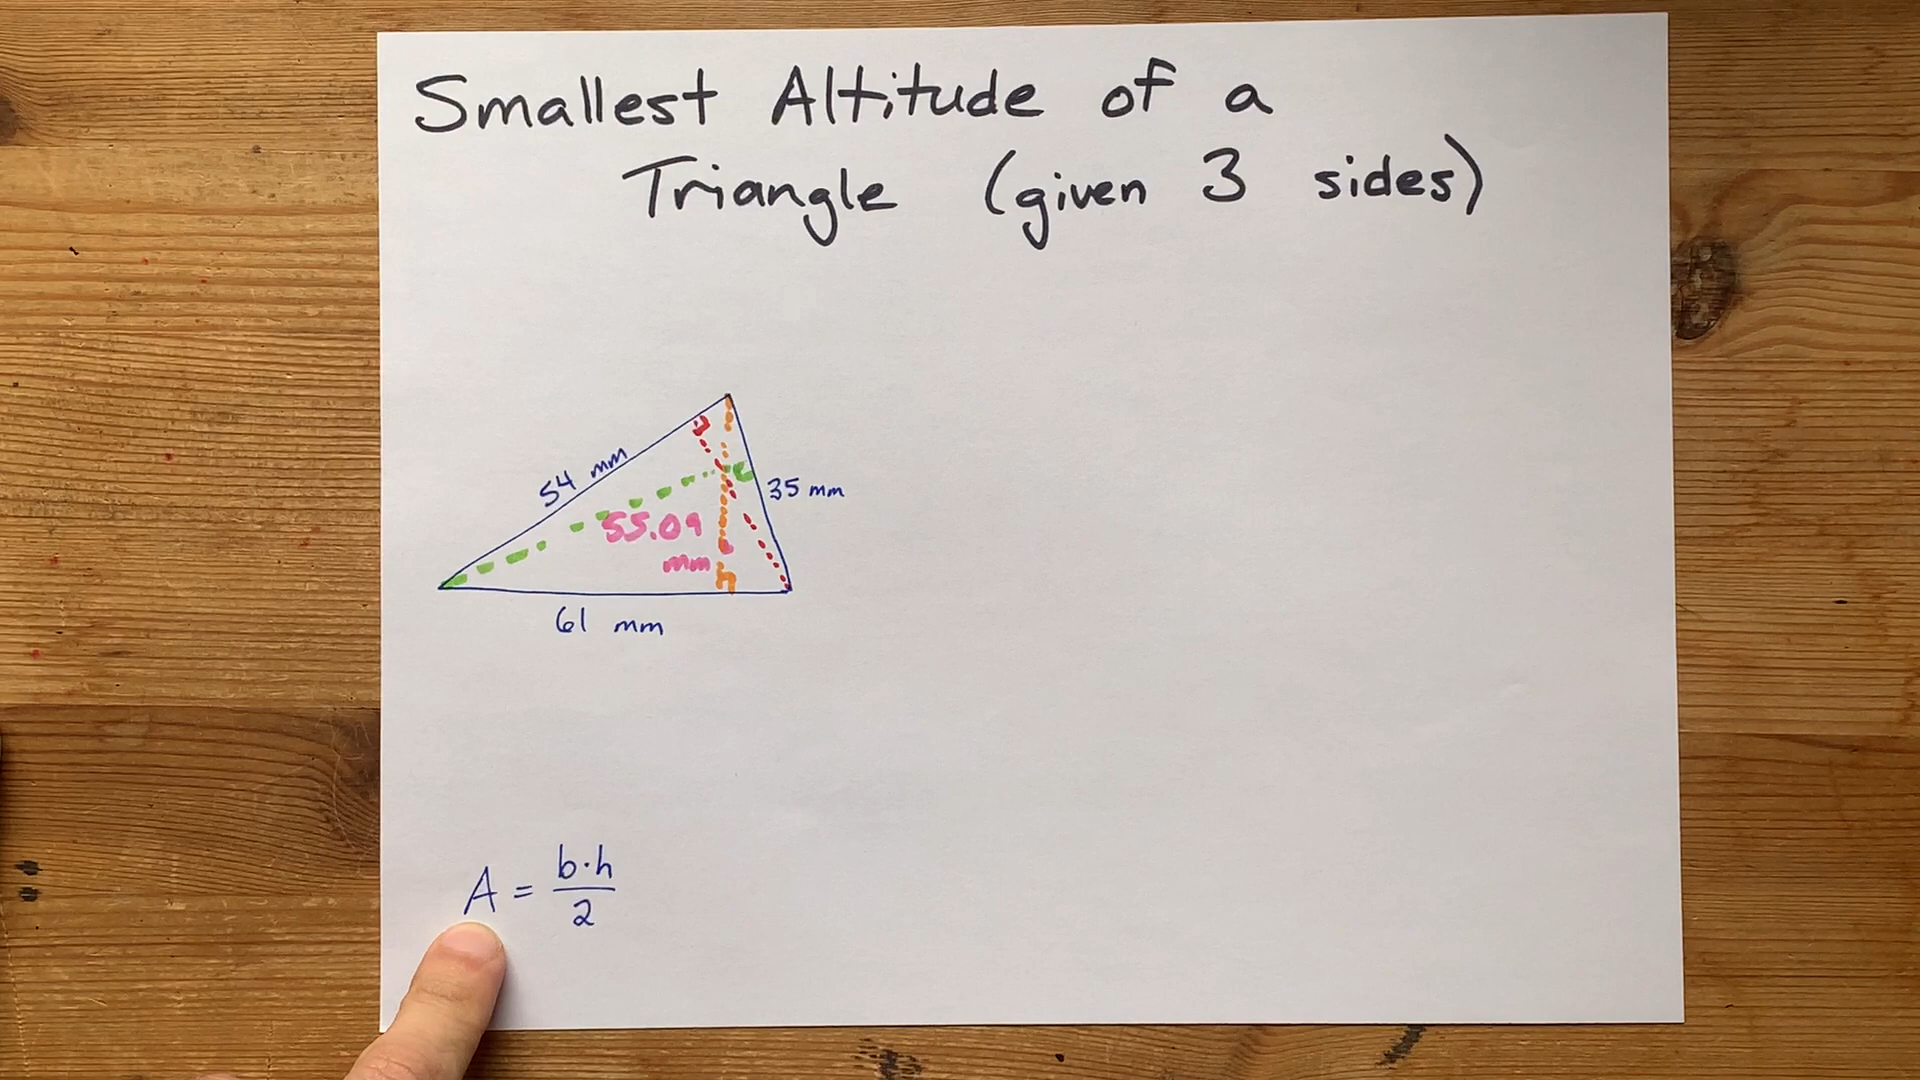 Smallest Altitude of a
Triangle (given 3 sides)
54 mm
35 mm
55.09
mm
61 mm
A = b·h
2